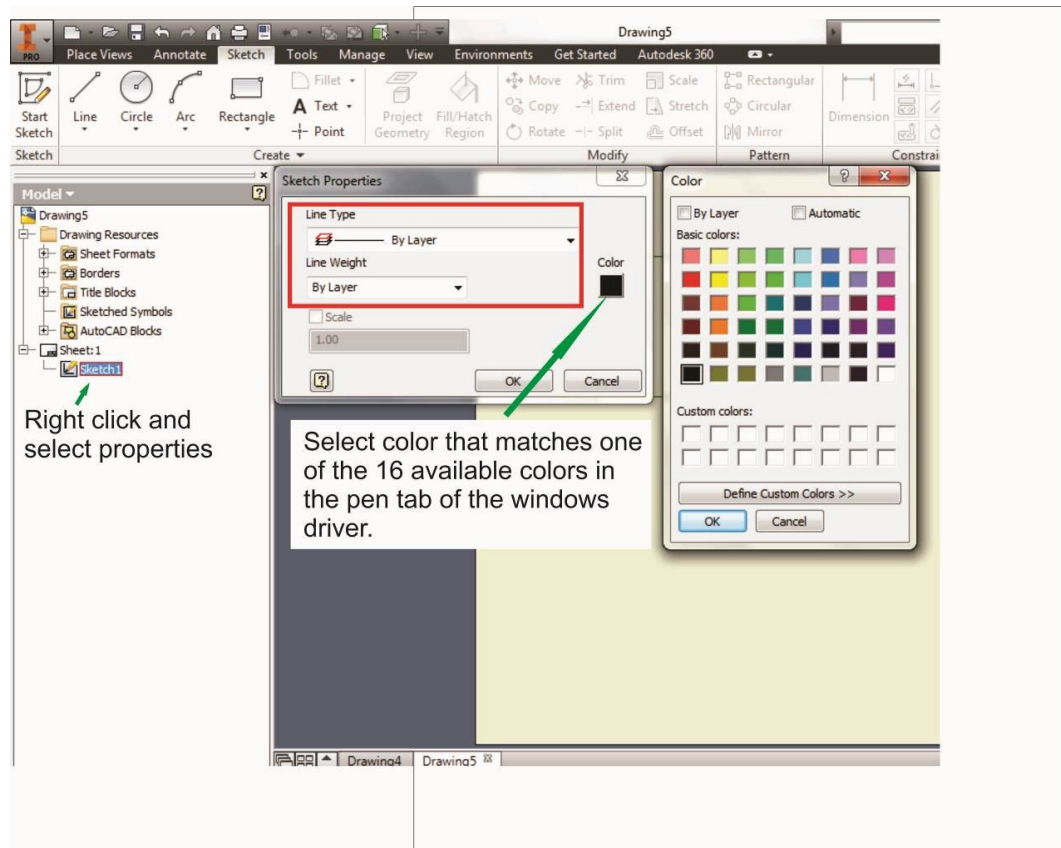 Drawing5
PRO
Place Views Annotate Sketch Tools Manage View Environments Get Started Autodesk 360
Start
Sketch
Line
Circle
Arc
Rectangle
Fillet
A Text
Point
Project
Geometry
Fill/Hatch
Region
Move Trim Scale
Copy Extend Stretch
Rotate Split Offset
Rectangular
Circular
Mirror
Dimension
Sketch
Create
Modify
Pattern
Constrai
Model
Drawing5
Drawing Resources
Sheet Formats
Borders
Title Blocks
Sketched Symbols
AutoCAD Blocks
Sheet:1
Sketch1
Right click and
select properties
Sketch Properties
Line Type
By Layer
Line Weight
By Layer
Color
Scale
1.00
OK Cancel
Select color that matches one
of the 16 available colors in
the pen tab of the windows
driver.
Color
By Layer Automatic
Basic colors:
Custom colors:
Define Custom Colors >>
OK Cancel
Drawing4 Drawing5